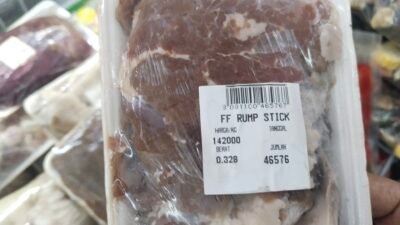 FF RUMP STICK
HARGA/KG TANGGAL
142000
BERAT JUMLAH
0.328 46576